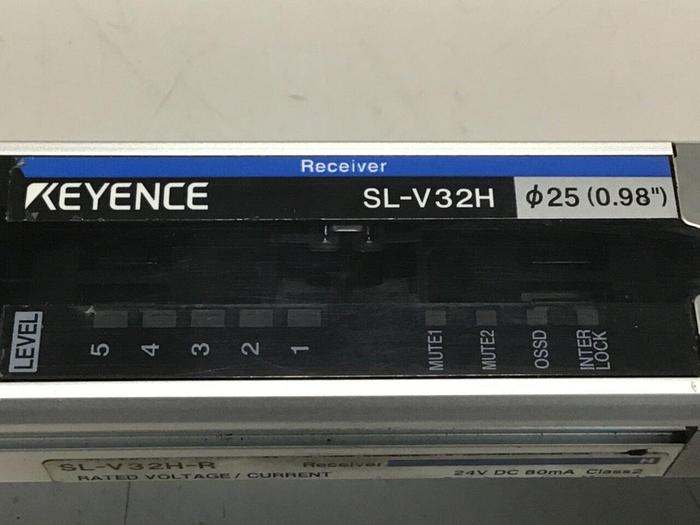 Receiver
KEYENCE SL-V32H ϕ25 (0.98")
LEVEL 5 4 3 2 1 MUTE1 MUTE2 OSSD INTER LOCK
SL-V32H-R Receiver
RATED VOLTAGE / CURRENT 24V DC 80mA Class2